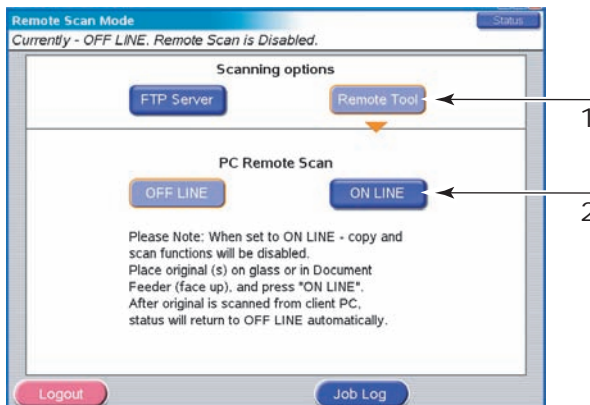 Remote Scan Mode
Status
Currently - OFF LINE. Remote Scan is Disabled.
Scanning options
FTP Server
Remote Tool
1
PC Remote Scan
OFF LINE
ON LINE
2
Please Note: When set to ON LINE - copy and
scan functions will be disabled.
Place original (s) on glass or in Document
Feeder (face up), and press "ON LINE".
After original is scanned from client PC,
status will return to OFF LINE automatically.
Logout
Job Log